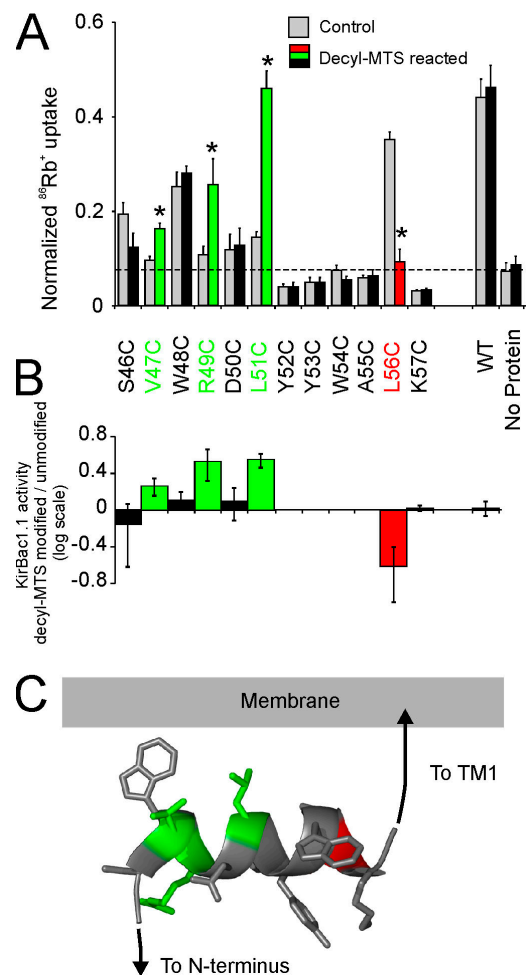 A
Control
Decyl-MTS reacted
Normalized ⁸⁶Rb⁺ uptake
0.6
0.4
0.2
0
*
*
*
*
S46C
V47C
W48C
R49C
D50C
L51C
Y52C
Y53C
W54C
A55C
L56C
K57C
WT
No Protein
B
KirBac1.1 activity
decyl-MTS modified / unmodified
(log scale)
0.8
0.4
0
-0.4
-0.8
C
Membrane
To TM1
To N-terminus